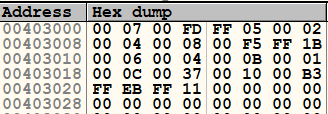 Address Hex dump
00403000 00 07 00 FD FF 05 00 02
00403008 00 04 00 08 00 F5 FF 1B
00403010 00 06 00 04 00 0B 00 01
00403018 00 0C 00 37 00 10 00 B3
00403020 FF EB FF 11 00 00 00 00
00403028 00 00 00 00 00 00 00 00